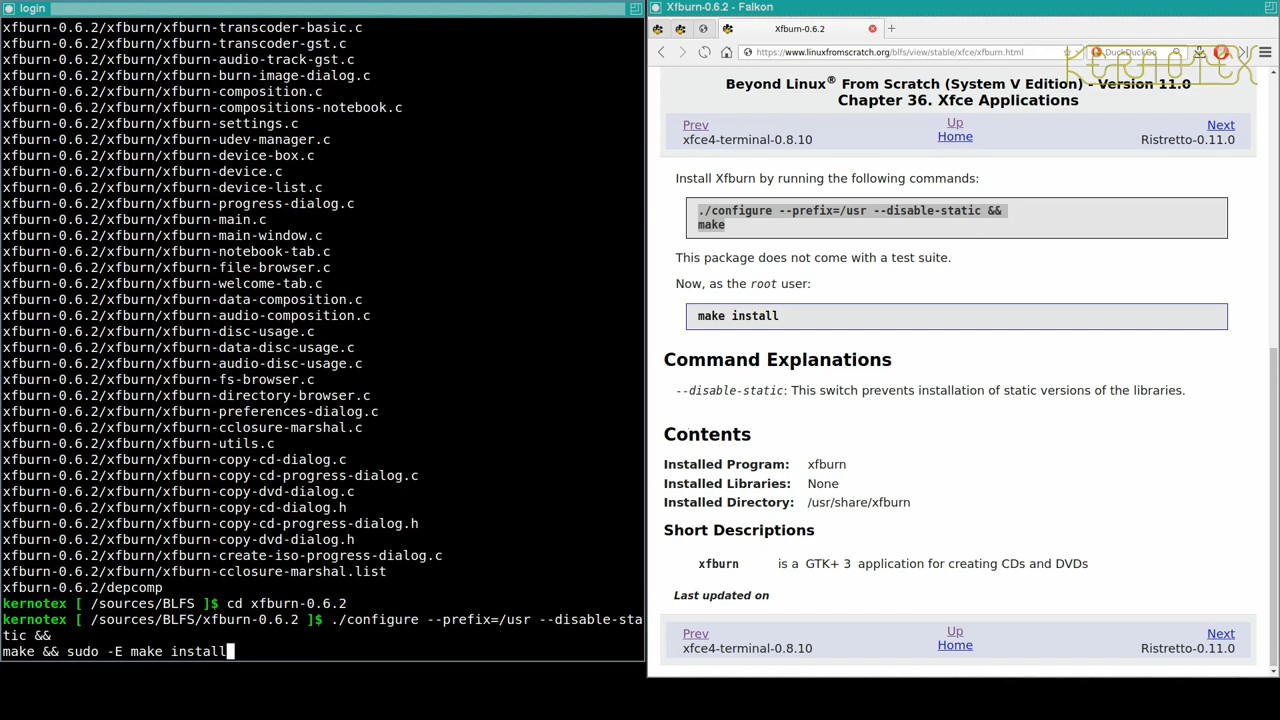 login
xfburn-0.6.2/xfburn/xfburn-transcoder-basic.c
xfburn-0.6.2/xfburn/xfburn-transcoder-gst.c
xfburn-0.6.2/xfburn/xfburn-audio-track-gst.c
xfburn-0.6.2/xfburn/xfburn-burn-image-dialog.c
xfburn-0.6.2/xfburn/xfburn-composition.c
xfburn-0.6.2/xfburn/xfburn-compositions-notebook.c
xfburn-0.6.2/xfburn/xfburn-settings.c
xfburn-0.6.2/xfburn/xfburn-udev-manager.c
xfburn-0.6.2/xfburn/xfburn-device-box.c
xfburn-0.6.2/xfburn/xfburn-device.c
xfburn-0.6.2/xfburn/xfburn-device-list.c
xfburn-0.6.2/xfburn/xfburn-progress-dialog.c
xfburn-0.6.2/xfburn/xfburn-main.c
xfburn-0.6.2/xfburn/xfburn-main-window.c
xfburn-0.6.2/xfburn/xfburn-notebook-tab.c
xfburn-0.6.2/xfburn/xfburn-file-browser.c
xfburn-0.6.2/xfburn/xfburn-welcome-tab.c
xfburn-0.6.2/xfburn/xfburn-data-composition.c
xfburn-0.6.2/xfburn/xfburn-audio-composition.c
xfburn-0.6.2/xfburn/xfburn-disc-usage.c
xfburn-0.6.2/xfburn/xfburn-data-disc-usage.c
xfburn-0.6.2/xfburn/xfburn-audio-disc-usage.c
xfburn-0.6.2/xfburn/xfburn-fs-browser.c
xfburn-0.6.2/xfburn/xfburn-directory-browser.c
xfburn-0.6.2/xfburn/xfburn-preferences-dialog.c
xfburn-0.6.2/xfburn/xfburn-cclosure-marshal.c
xfburn-0.6.2/xfburn/xfburn-utils.c
xfburn-0.6.2/xfburn/xfburn-copy-cd-dialog.c
xfburn-0.6.2/xfburn/xfburn-copy-cd-progress-dialog.c
xfburn-0.6.2/xfburn/xfburn-copy-dvd-dialog.c
xfburn-0.6.2/xfburn/xfburn-copy-cd-dialog.h
xfburn-0.6.2/xfburn/xfburn-copy-cd-progress-dialog.h
xfburn-0.6.2/xfburn/xfburn-copy-dvd-dialog.h
xfburn-0.6.2/xfburn/xfburn-create-iso-progress-dialog.c
xfburn-0.6.2/xfburn/xfburn-cclosure-marshal.list
xfburn-0.6.2/depcomp
kernotex [ /sources/BLFS ]$ cd xfburn-0.6.2
kernotex [ /sources/BLFS/xfburn-0.6.2 ]$ ./configure --prefix=/usr --disable-sta
tic &&
make && sudo -E make install
Xfburn-0.6.2 - Falkon
Xfburn-0.6.2
https://www.linuxfromscratch.org/blfs/view/stable/xfce/xfburn.html
DuckDuckGo
KERNOTEX
Beyond Linux® From Scratch (System V Edition) - Version 11.0
Chapter 36. Xfce Applications
Prev Up Next
xfce4-terminal-0.8.10 Home Ristretto-0.11.0
Install Xfburn by running the following commands:
./configure --prefix=/usr --disable-static &&
make
This package does not come with a test suite.
Now, as the root user:
make install
Command Explanations
--disable-static: This switch prevents installation of static versions of the libraries.
Contents
Installed Program: xfburn
Installed Libraries: None
Installed Directory: /usr/share/xfburn
Short Descriptions
xfburn is a GTK+ 3 application for creating CDs and DVDs
Last updated on
Prev Up Next
xfce4-terminal-0.8.10 Home Ristretto-0.11.0